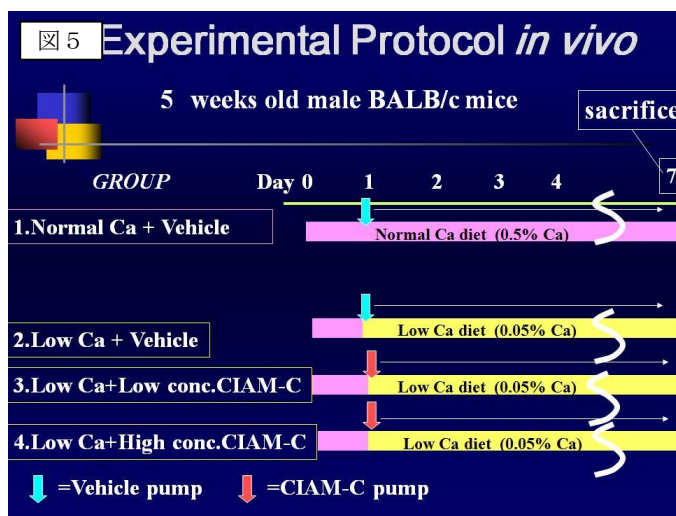 図５
Experimental Protocol in vivo
5 weeks old male BALB/c mice
sacrifice
GROUP Day 0 1 2 3 4 7
1.Normal Ca + Vehicle
Normal Ca diet (0.5% Ca)
2.Low Ca + Vehicle
Low Ca diet (0.05% Ca)
3.Low Ca+Low conc.CIAM-C
Low Ca diet (0.05% Ca)
4.Low Ca+High conc.CIAM-C
Low Ca diet (0.05% Ca)
=Vehicle pump =CIAM-C pump